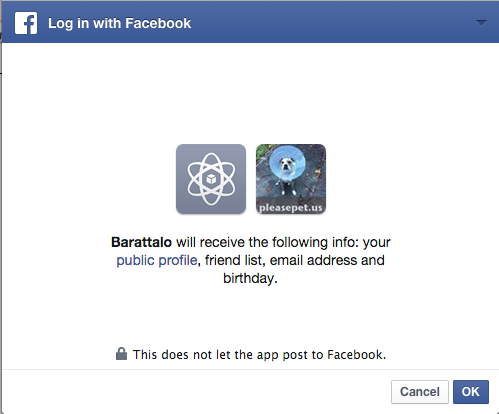 Log in with Facebook
pleasepet.us
Barattalo will receive the following info: your
public profile, friend list, email address and
birthday.
This does not let the app post to Facebook.
Cancel OK